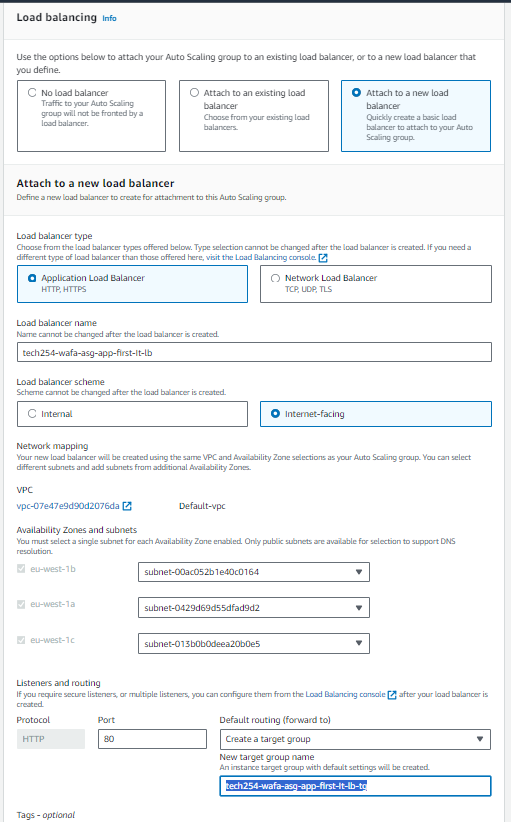 Load balancing Info
Use the options below to attach your Auto Scaling group to an existing load balancer, or to a new load balancer that
you define.
No load balancer
Traffic to your Auto Scaling
group will not be fronted by a
load balancer.
Attach to an existing load
balancer
Choose from your existing load
balancers.
Attach to a new load
balancer
Quickly create a basic load
balancer to attach to your Auto
Scaling group.
Attach to a new load balancer
Define a new load balancer to create for attachment to this Auto Scaling group.
Load balancer type
Choose from the load balancer types offered below. Type selection cannot be changed after the load balancer is created. If you need a
different type of load balancer than those offered here, visit the Load Balancing console.
Application Load Balancer
HTTP, HTTPS
Network Load Balancer
TCP, UDP, TLS
Load balancer name
Name cannot be changed after the load balancer is created.
tech254-wafa-asg-app-first-lt-lb
Load balancer scheme
Scheme cannot be changed after the load balancer is created.
Internal
Internet-facing
Network mapping
Your new load balancer will be created using the same VPC and Availability Zone selections as your Auto Scaling group. You can select
different subnets and add subnets from additional Availability Zones.
VPC
vpc-07e47e9d90d2076da Default-vpc
Availability Zones and subnets
You must select a single subnet for each Availability Zone enabled. Only public subnets are available for selection to support DNS
resolution.
eu-west-1b subnet-00ac052b1e40c0164
eu-west-1a subnet-0429d69d55dfad9d2
eu-west-1c subnet-013b0b0deea20b0e5
Listeners and routing
If you require secure listeners, or multiple listeners, you can configure them from the Load Balancing console after your load balancer is
created.
Protocol Port Default routing (forward to)
HTTP 80 Create a target group
New target group name
An instance target group with default settings will be created.
tech254-wafa-asg-app-first-lt-lb-tg
Tags - optional